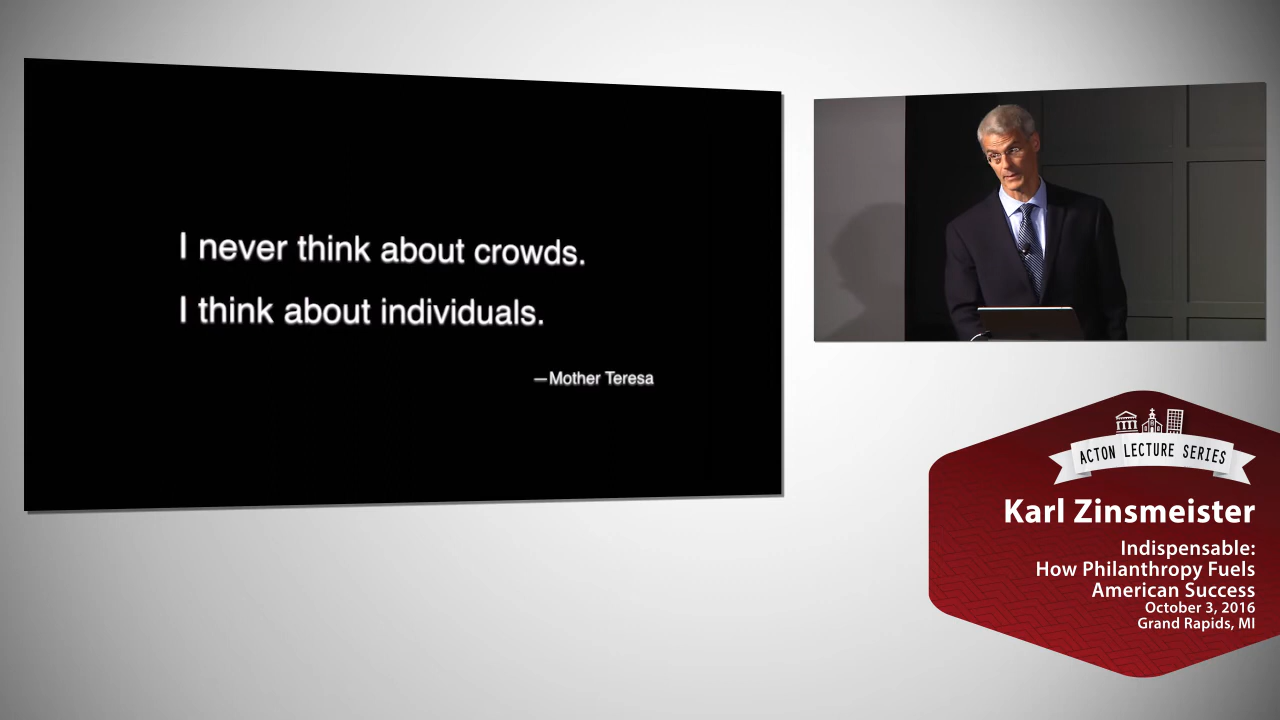 I never think about crowds.
I think about individuals.
—Mother Teresa
ACTON LECTURE SERIES
Karl Zinsmeister
Indispensable:
How Philanthropy Fuels
American Success
October 3, 2016
Grand Rapids, MI